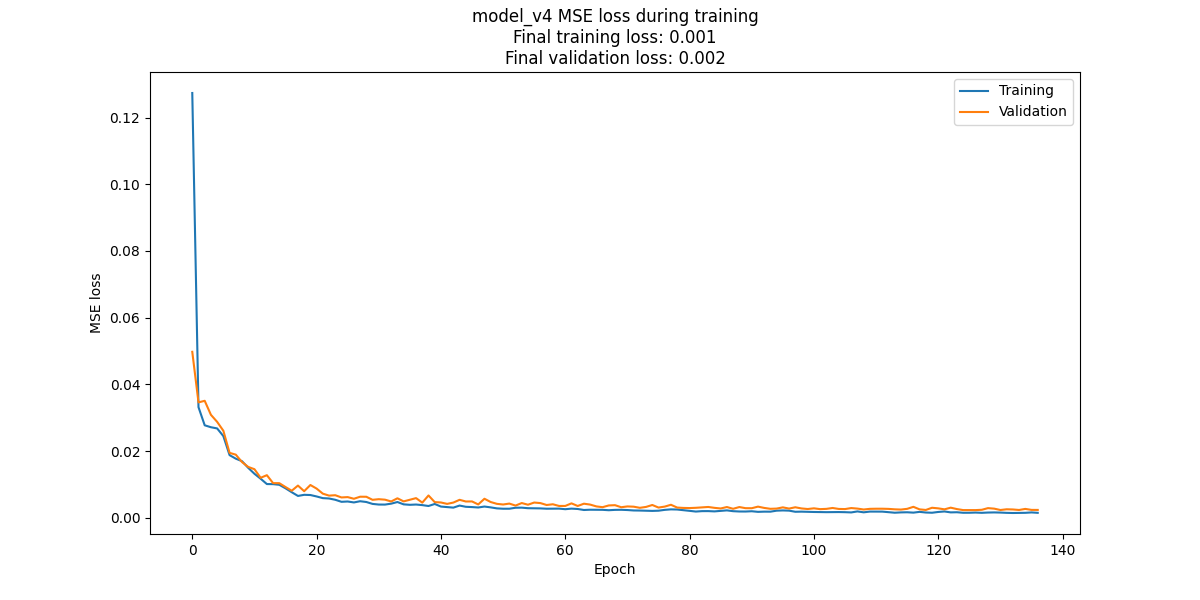 model_v4 MSE loss during training
Final training loss: 0.001
Final validation loss: 0.002
Training
Validation
0.12
0.10
0.08
0.06
0.04
0.02
0.00
MSE loss
0 20 40 60 80 100 120 140
Epoch